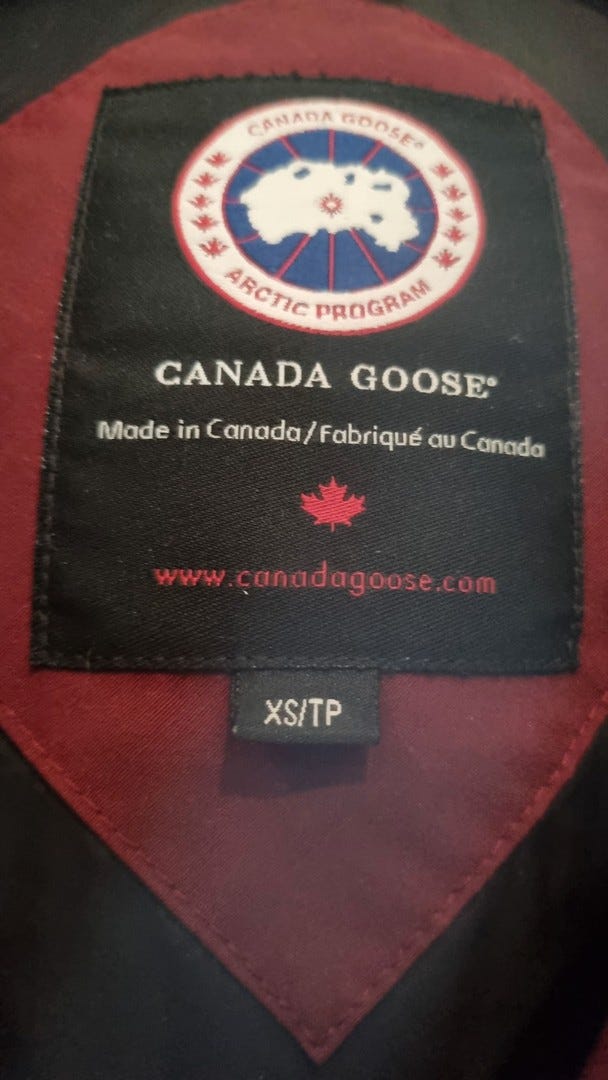 CANADA GOOSE®
ARCTIC PROGRAM
CANADA GOOSE®
Made in Canada/Fabriqué au Canada
www.canadagoose.com
XS/TP